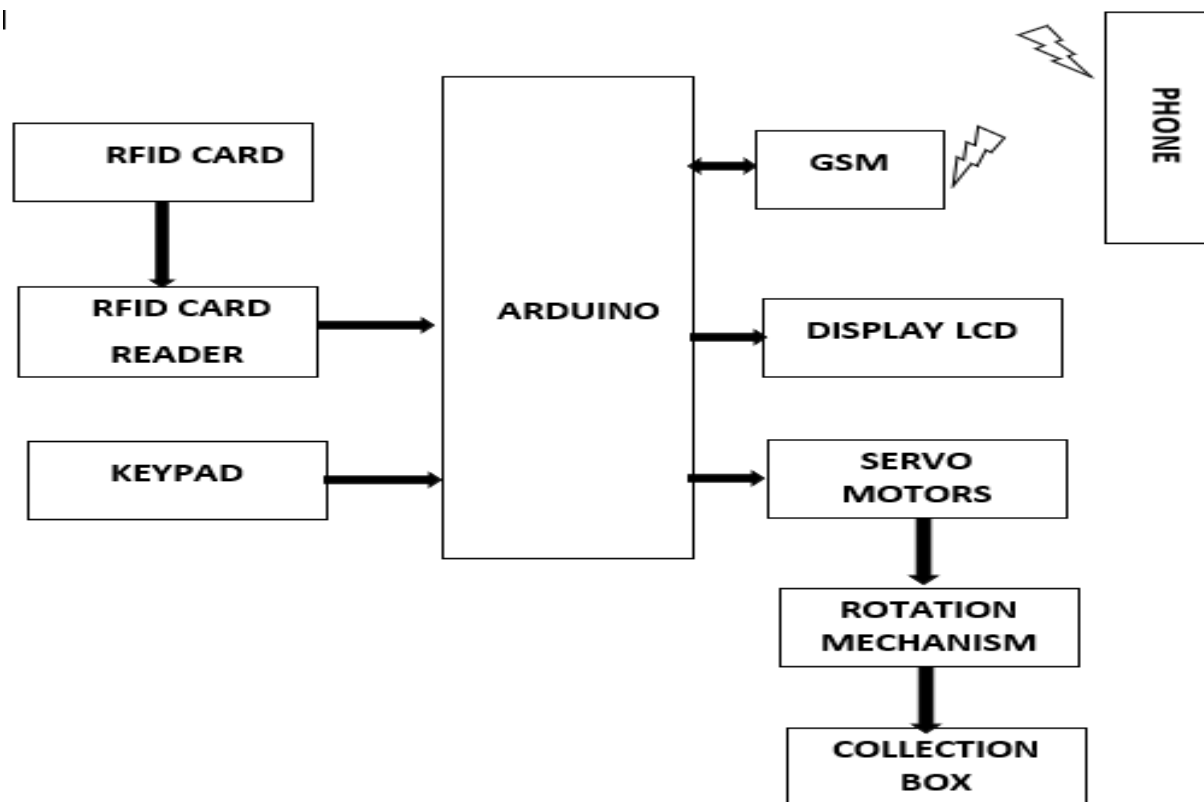 RFID CARD
RFID CARD
READER
KEYPAD
ARDUINO
GSM
PHONE
DISPLAY LCD
SERVO
MOTORS
ROTATION
MECHANISM
COLLECTION
BOX